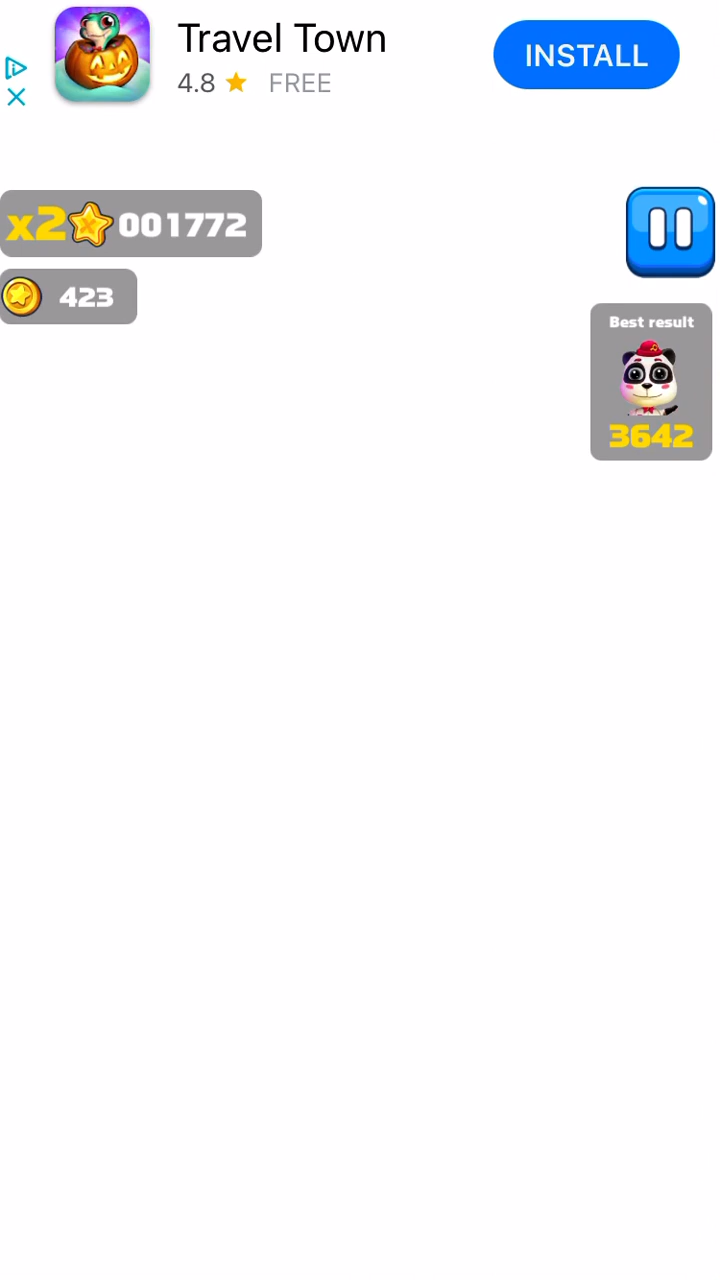 Travel Town
4.8 ★ FREE
INSTALL
x2 001772
423
Best result
3642